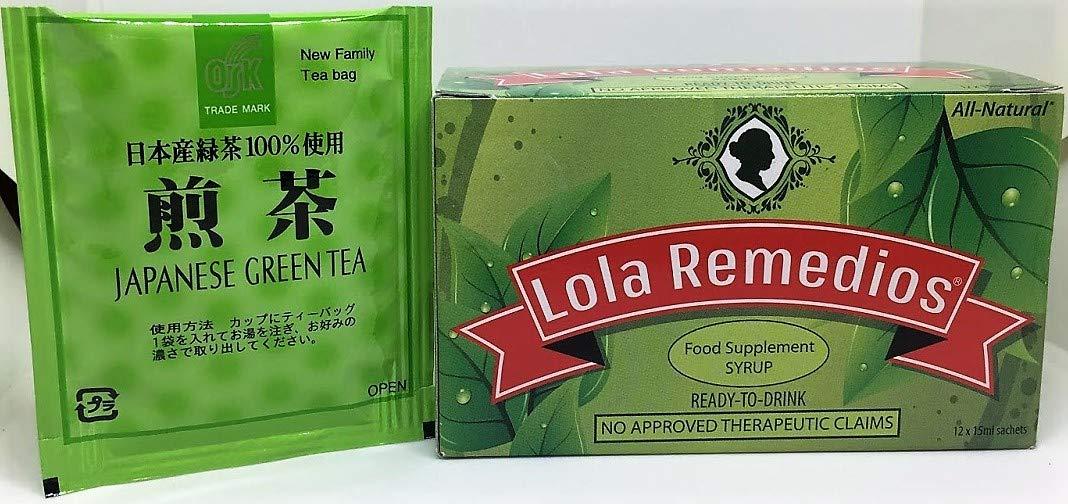 OSK
TRADE MARK
New Family
Tea bag
日本産緑茶100%使用
煎茶
JAPANESE GREEN TEA
使用方法 カップにティーバッグ
1袋を入れてお湯を注ぎ、お好みの
濃さで取り出してください。
プラ
OPEN
Lola Remedios
All-Natural
Lola Remedios®
Food Supplement
SYRUP
READY-TO-DRINK
NO APPROVED THERAPEUTIC CLAIMS
12 x 15ml sachets